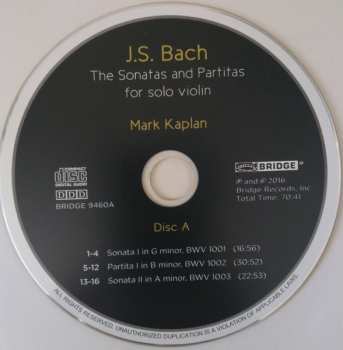 J.S. Bach
The Sonatas and Partitas
for solo violin
Mark Kaplan
COMPACT
disc
DIGITAL AUDIO
DDD
BRIDGE 9460A
BRIDGE
℗ and © 2016
Bridge Records, Inc
Total Time: 70:41
Disc A
1-4 Sonata I in G minor, BWV 1001 (16:56)
5-12 Partita I in B minor, BWV 1002 (30:52)
13-16 Sonata II in A minor, BWV 1003 (22:53)
ALL RIGHTS RESERVED. UNAUTHORIZED DUPLICATION IS A VIOLATION OF APPLICABLE LAWS.